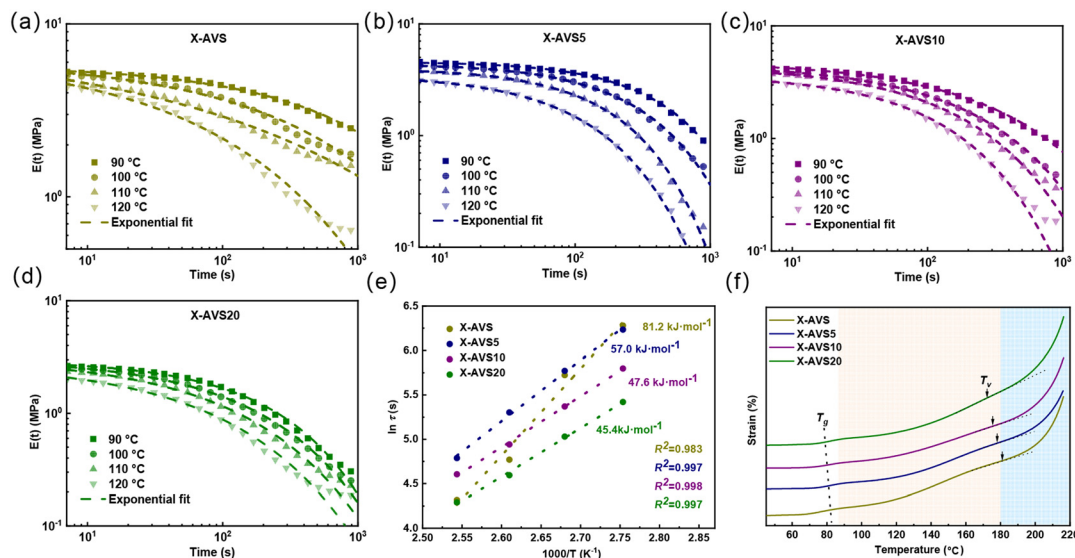 (a)
X-AVS
E(t) (MPa)
10⁰
90 °C
100 °C
110 °C
120 °C
Exponential fit
10¹
10²
10³
Time (s)
(b)
X-AVS5
E(t) (MPa)
10⁰
10⁻¹
90 °C
100 °C
110 °C
120 °C
Exponential fit
10¹
10²
10³
Time (s)
(c)
X-AVS10
E(t) (MPa)
10⁰
10⁻¹
90 °C
100 °C
110 °C
120 °C
Exponential fit
10¹
10²
10³
Time (s)
(d)
X-AVS20
E(t) (MPa)
10⁰
10⁻¹
90 °C
100 °C
110 °C
120 °C
Exponential fit
10¹
10²
10³
Time (s)
(e)
X-AVS
X-AVS5
X-AVS10
X-AVS20
81.2 kJ·mol⁻¹
57.0 kJ·mol⁻¹
47.6 kJ·mol⁻¹
45.4kJ·mol⁻¹
R²=0.983
R²=0.997
R²=0.998
R²=0.997
ln τ (s)
6.5
6.0
5.5
5.0
4.5
4.0
2.50 2.55 2.60 2.65 2.70 2.75 2.80 2.85
1000/T (K⁻¹)
(f)
X-AVS
X-AVS5
X-AVS10
X-AVS20
Tᵥ
T_g
Strain (%)
60 80 100 120 140 160 180 200 220
Temperature (°C)